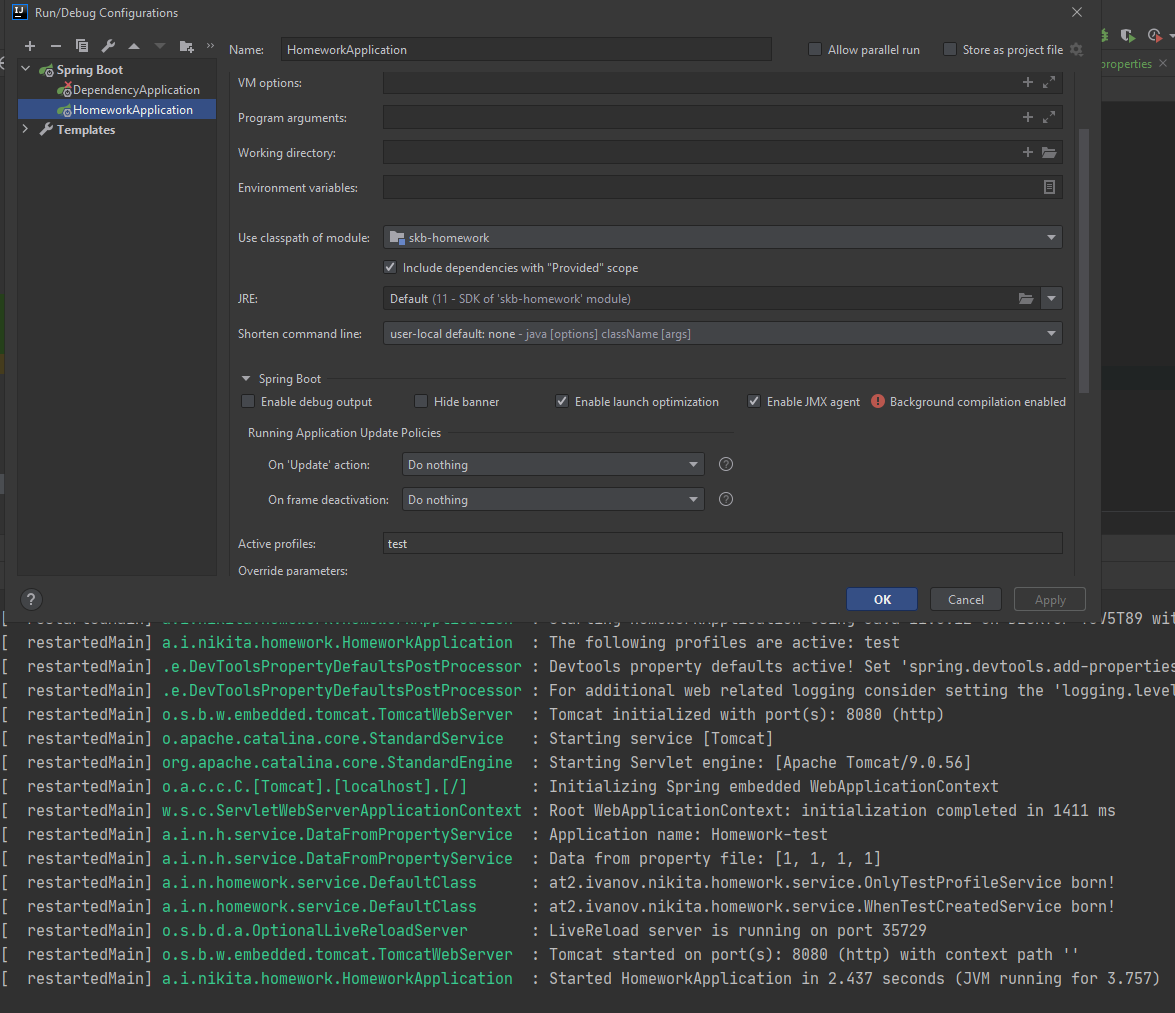 Run/Debug Configurations
Name: HomeworkApplication Allow parallel run Store as project file
Spring Boot
DependencyApplication
HomeworkApplication
Templates
VM options:
Program arguments:
Working directory:
Environment variables:
Use classpath of module: skb-homework
Include dependencies with "Provided" scope
JRE: Default (11 - SDK of 'skb-homework' module)
Shorten command line: user-local default: none - java [options] className [args]
Spring Boot
Enable debug output Hide banner Enable launch optimization Enable JMX agent Background compilation enabled
Running Application Update Policies
On 'Update' action: Do nothing
On frame deactivation: Do nothing
Active profiles: test
Override parameters:
OK Cancel Apply
properties
[ restartedMain] a.i.nikita.homework.HomeworkApplication : The following profiles are active: test
[ restartedMain] .e.DevToolsPropertyDefaultsPostProcessor : Devtools property defaults active! Set 'spring.devtools.add-properties
[ restartedMain] .e.DevToolsPropertyDefaultsPostProcessor : For additional web related logging consider setting the 'logging.level
[ restartedMain] o.s.b.w.embedded.tomcat.TomcatWebServer : Tomcat initialized with port(s): 8080 (http)
[ restartedMain] o.apache.catalina.core.StandardService : Starting service [Tomcat]
[ restartedMain] org.apache.catalina.core.StandardEngine : Starting Servlet engine: [Apache Tomcat/9.0.56]
[ restartedMain] o.a.c.c.C.[Tomcat].[localhost].[/] : Initializing Spring embedded WebApplicationContext
[ restartedMain] w.s.c.ServletWebServerApplicationContext : Root WebApplicationContext: initialization completed in 1411 ms
[ restartedMain] a.i.n.h.service.DataFromPropertyService : Application name: Homework-test
[ restartedMain] a.i.n.h.service.DataFromPropertyService : Data from property file: [1, 1, 1, 1]
[ restartedMain] a.i.n.homework.service.DefaultClass : at2.ivanov.nikita.homework.service.OnlyTestProfileService born!
[ restartedMain] a.i.n.homework.service.DefaultClass : at2.ivanov.nikita.homework.service.WhenTestCreatedService born!
[ restartedMain] o.s.b.d.a.OptionalLiveReloadServer : LiveReload server is running on port 35729
[ restartedMain] o.s.b.w.embedded.tomcat.TomcatWebServer : Tomcat started on port(s): 8080 (http) with context path ''
[ restartedMain] a.i.nikita.homework.HomeworkApplication : Started HomeworkApplication in 2.437 seconds (JVM running for 3.757)